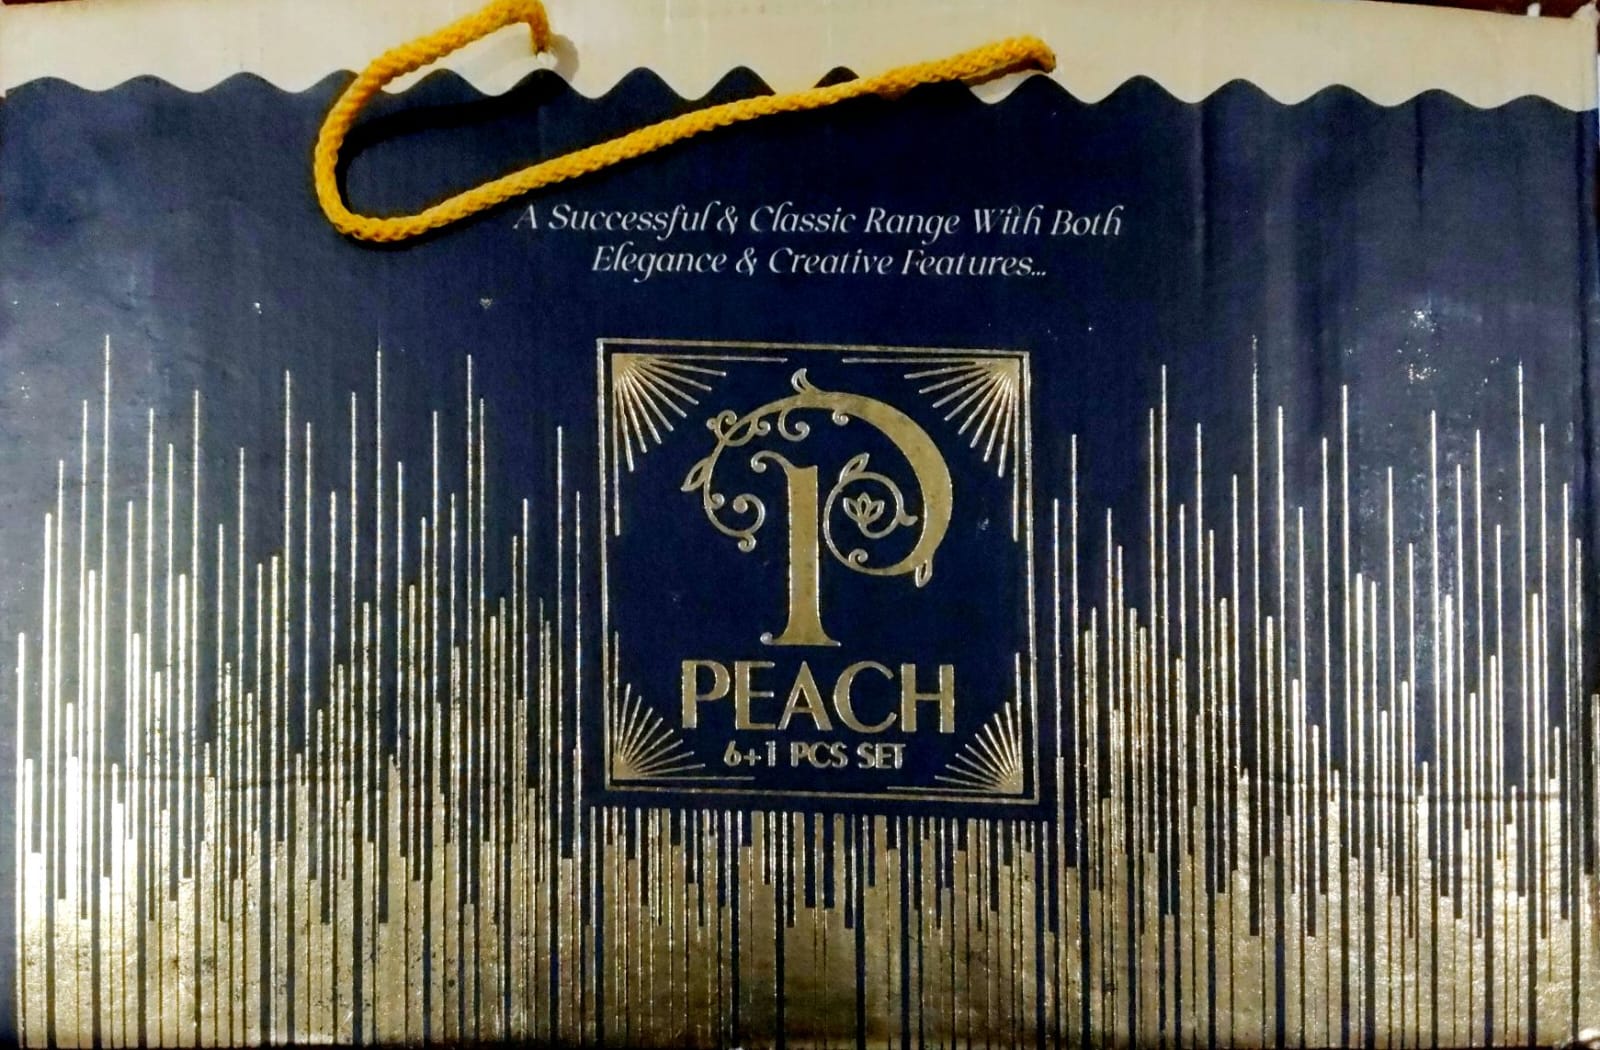 A Successful & Classic Range With Both
Elegance & Creative Features...
P
PEACH
6+1 PCS SET